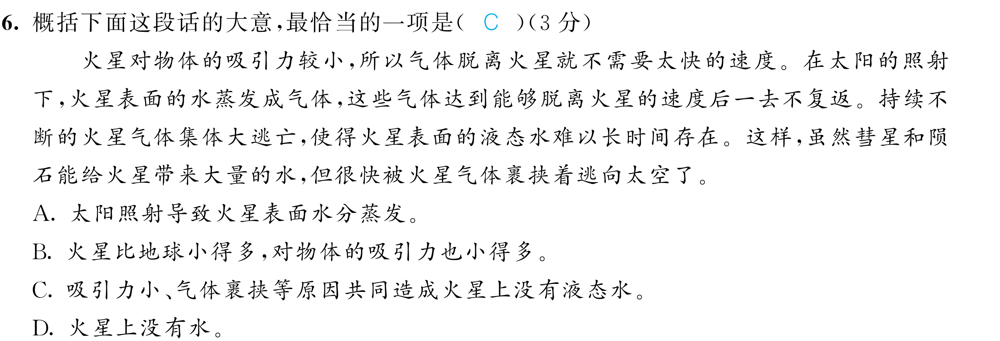 6. 概括下面这段话的大意,最恰当的一项是( C )(3 分)
火星对物体的吸引力较小,所以气体脱离火星就不需要太快的速度。在太阳的照射
下,火星表面的水蒸发成气体,这些气体达到能够脱离火星的速度后一去不复返。持续不
断的火星气体集体大逃亡,使得火星表面的液态水难以长时间存在。这样,虽然彗星和陨
石能给火星带来大量的水,但很快被火星气体裹挟着逃向太空了。
A. 太阳照射导致火星表面水分蒸发。
B. 火星比地球小得多,对物体的吸引力也小得多。
C. 吸引力小、气体裹挟等原因共同造成火星上没有液态水。
D. 火星上没有水。